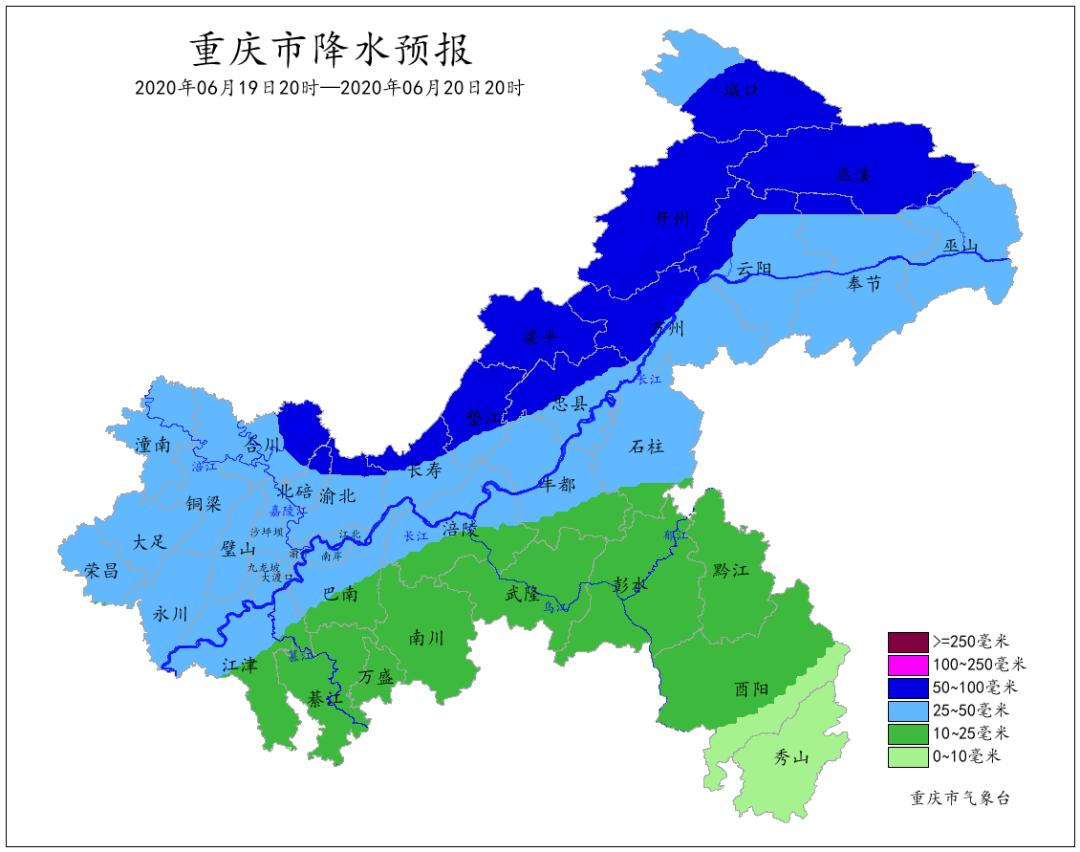 重庆市降水预报
2020年06月19日20时—2020年06月20日20时
城口
巫溪
开州
巫山
云阳
奉节
万州
梁平
长江
忠县
垫江
潼南
合川
石柱
涪江
长寿
丰都
北碚
渝北
铜梁
嘉陵江
沙坪坝
江北
长江
涪陵
郁江
大足
璧山
渝
南岸
荣昌
九龙坡
大渡口
黔江
彭水
巴南
武隆
乌江
永川
南川
綦江
江津
万盛
綦江
酉阳
秀山
>=250毫米
100~250毫米
50~100毫米
25~50毫米
10~25毫米
0~10毫米
重庆市气象台